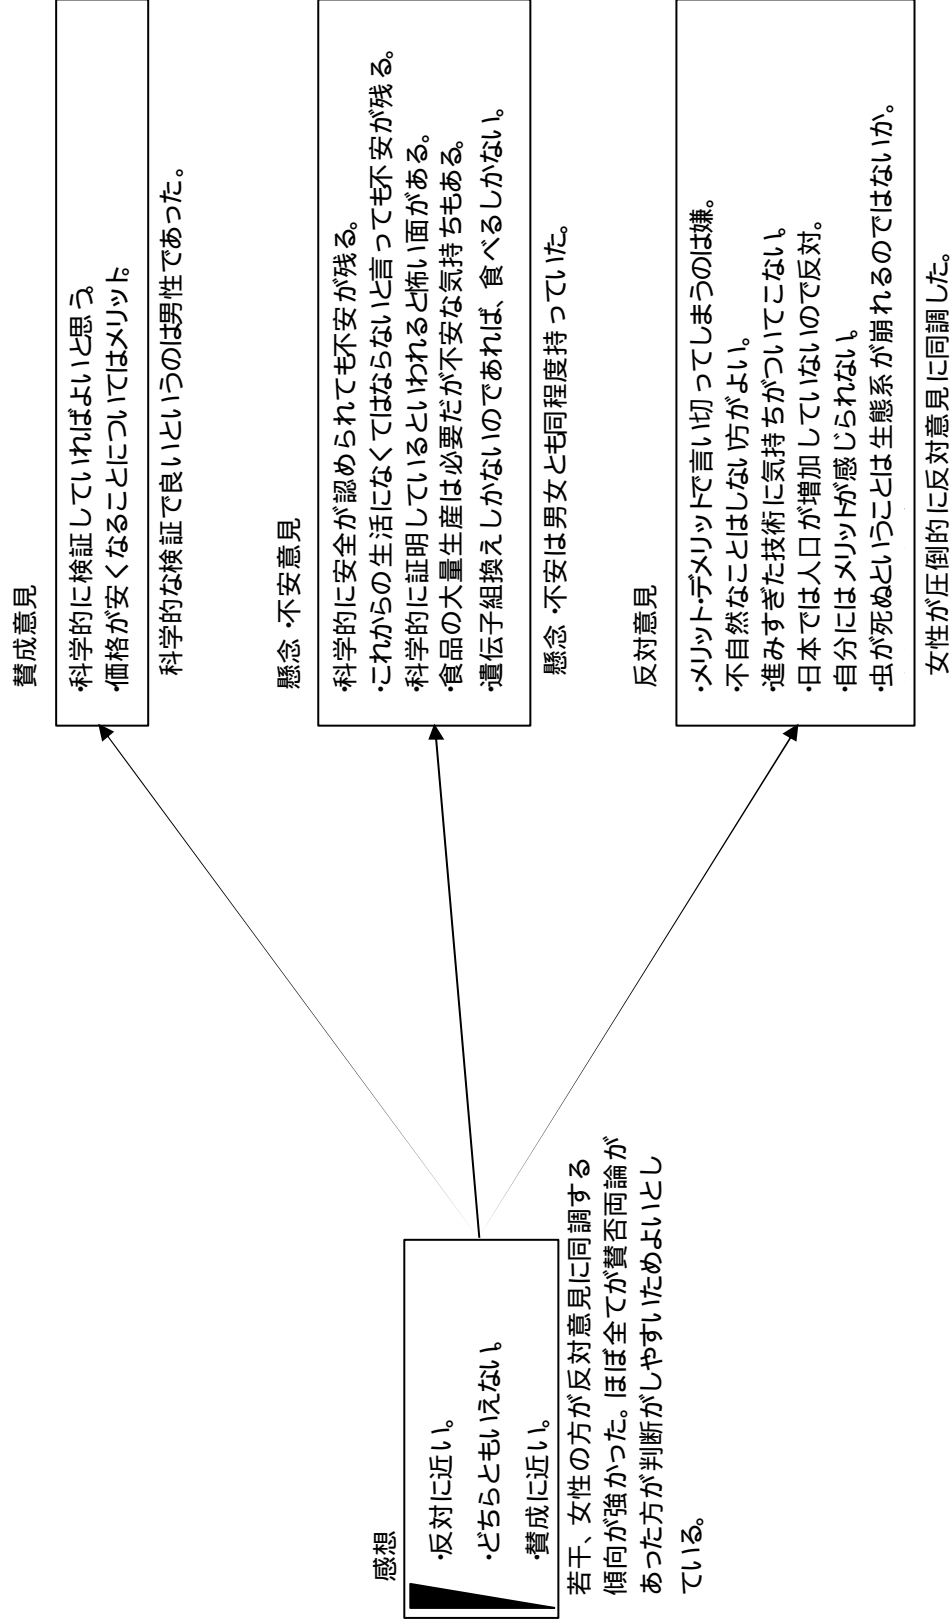 感想
・反対に近い。
・どちらともいえない。
・賛成に近い。
若干、女性の方が反対意見に同調する
傾向が強かった。ほぼ全てが賛否両論が
あった方が判断がしやすいためよいとし
ている。
賛成意見
・科学的に検証していればよいと思う。
・価格が安くなることについてはメリット。
科学的な検証で良いというのは男性であった。
懸念・不安意見
・科学的に安全が認められても不安が残る。
・これからの生活になくてはならないと言っても不安が残る。
・科学的に証明しているといわれると怖い面がある。
・食品の大量生産は必要だが不安な気持ちもある。
・遺伝子組換えしかないのであれば、食べるしかない。
懸念・不安は男女とも同程度持っていた。
反対意見
・メリット・デメリットで言い切ってしまうのは嫌。
・不自然なことはしない方がよい。
・進みすぎた技術に気持ちがついてこない。
・日本では人口が増加していないので反対。
・自分にはメリットが感じられない。
・虫が死ぬということは生態系が崩れるのではないか。
女性が圧倒的に反対意見に同調した。